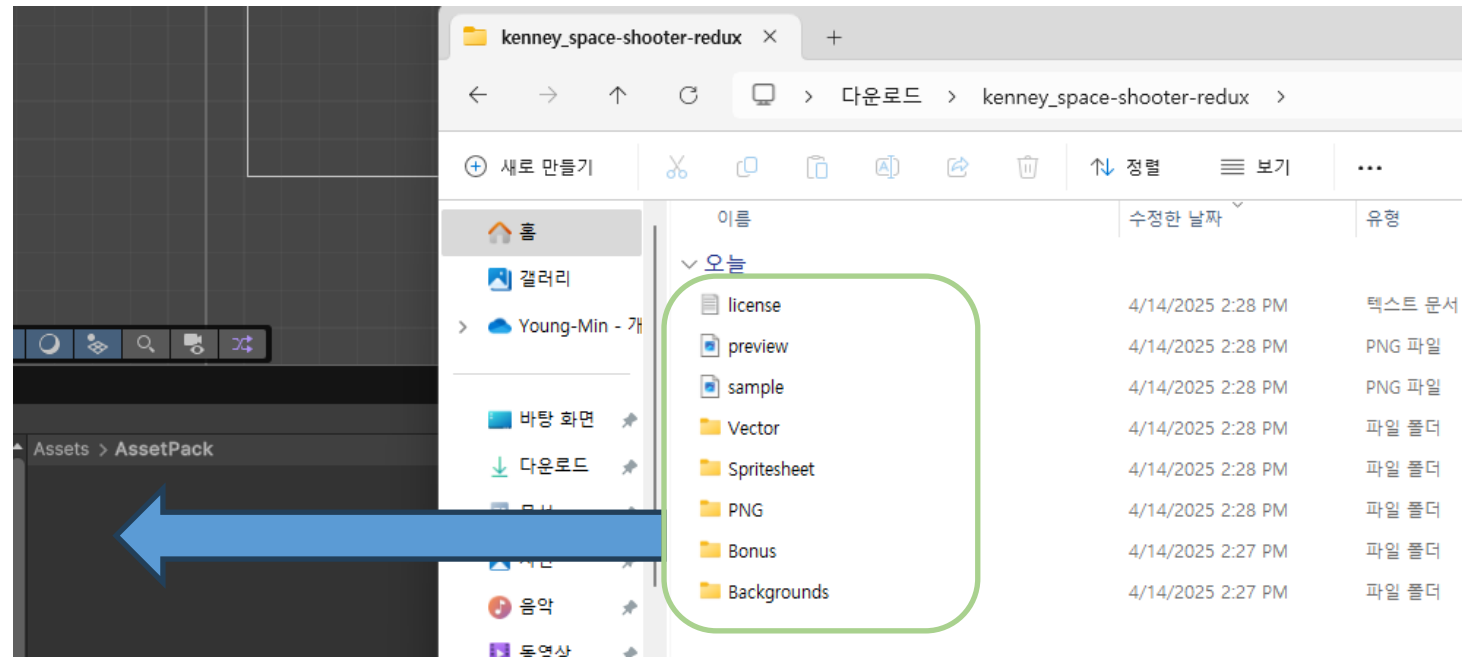 kenney_space-shooter-redux
다운로드 > kenney_space-shooter-redux >
새로 만들기 정렬 보기 ...
이름 수정한 날짜 유형
홈
오늘
갤러리
license 4/14/2025 2:28 PM 텍스트 문서
Young-Min - 개
preview 4/14/2025 2:28 PM PNG 파일
sample 4/14/2025 2:28 PM PNG 파일
바탕 화면
Vector 4/14/2025 2:28 PM 파일 폴더
Assets > AssetPack
다운로드
Spritesheet 4/14/2025 2:28 PM 파일 폴더
PNG 4/14/2025 2:28 PM 파일 폴더
Bonus 4/14/2025 2:27 PM 파일 폴더
Backgrounds 4/14/2025 2:27 PM 파일 폴더
음악
동영상